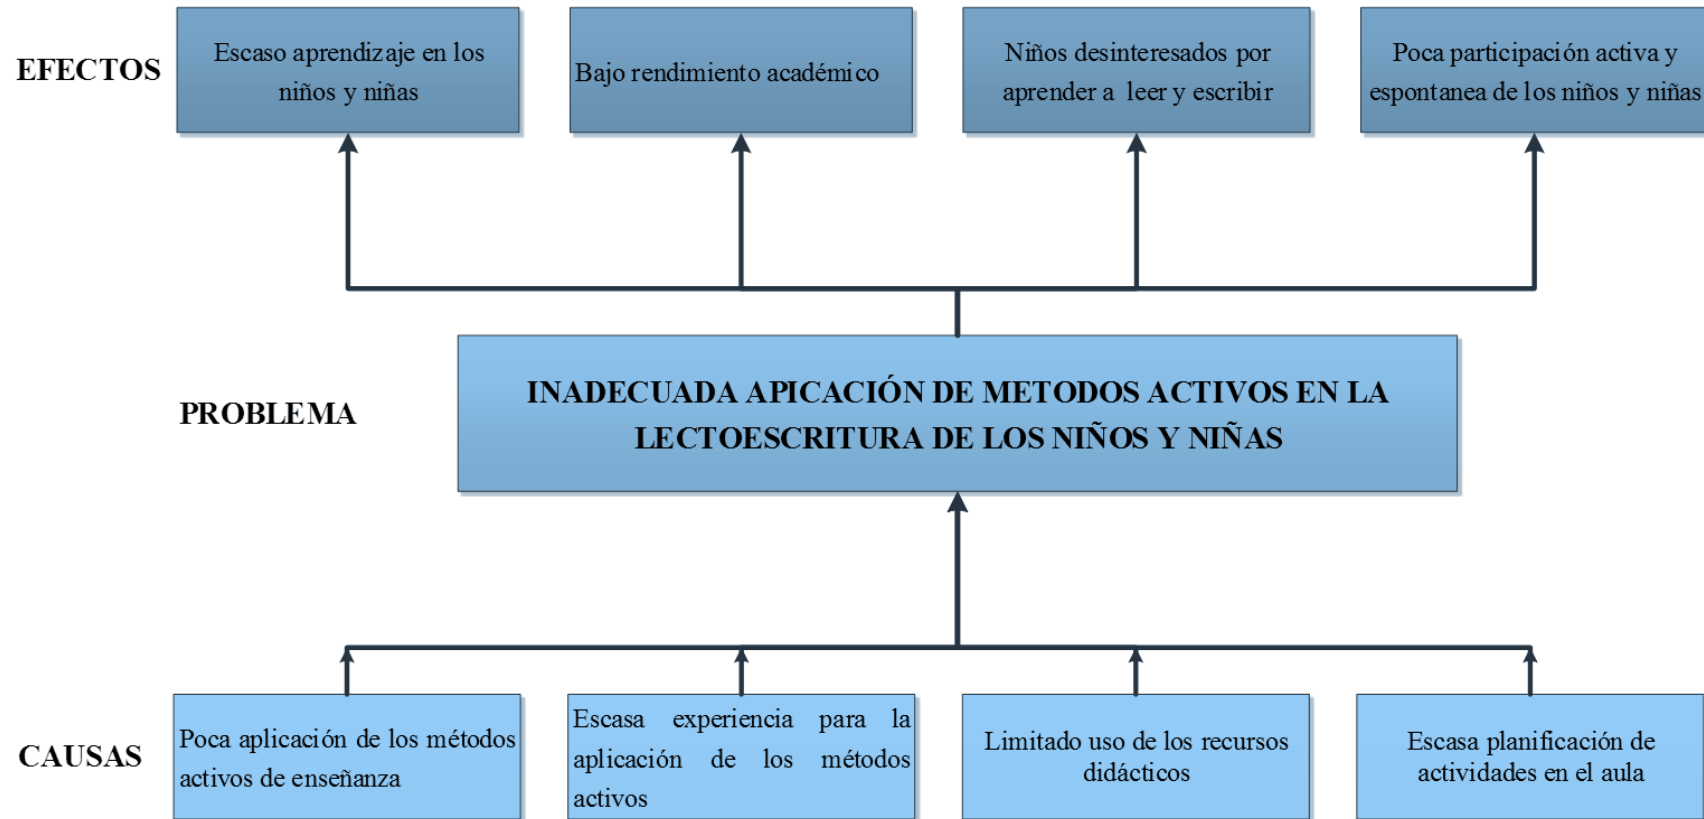 EFECTOS
Escaso aprendizaje en los
niños y niñas
Bajo rendimiento académico
Niños desinteresados por
aprender a leer y escribir
Poca participación activa y
espontanea de los niños y niñas
PROBLEMA
INADECUADA APICACIÓN DE METODOS ACTIVOS EN LA
LECTOESCRITURA DE LOS NIÑOS Y NIÑAS
CAUSAS
Poca aplicación de los métodos
activos de enseñanza
Escasa experiencia para la
aplicación de los métodos
activos
Limitado uso de los recursos
didácticos
Escasa planificación de
actividades en el aula